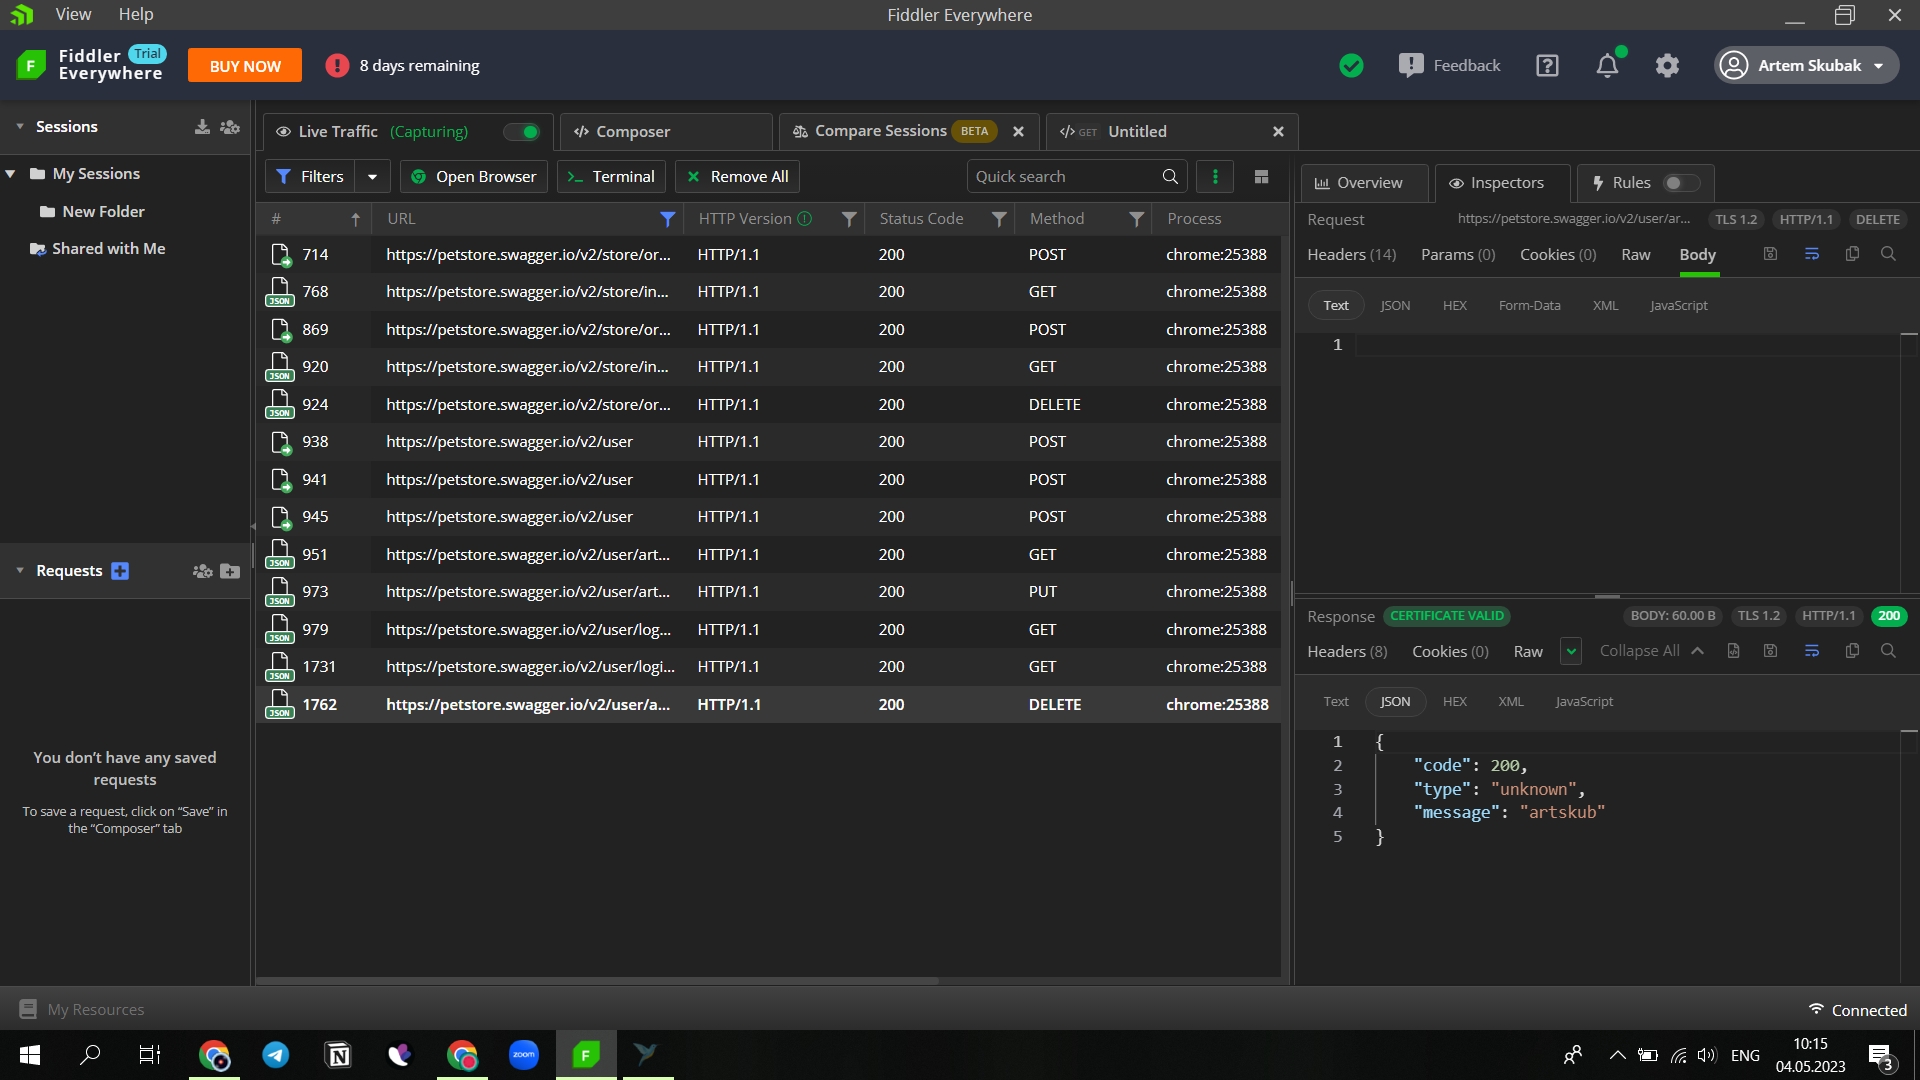 View Help Fiddler Everywhere
Fiddler Everywhere Trial BUY NOW 8 days remaining Feedback Artem Skubak
Sessions
My Sessions
New Folder
Shared with Me
Requests
You don't have any saved
requests
To save a request, click on "Save" in
the "Composer" tab
Live Traffic (Capturing) Composer Compare Sessions BETA GET Untitled
Filters Open Browser Terminal Remove All Quick search
# URL HTTP Version Status Code Method Process
714 https://petstore.swagger.io/v2/store/or... HTTP/1.1 200 POST chrome:25388
JSON 768 https://petstore.swagger.io/v2/store/in... HTTP/1.1 200 GET chrome:25388
869 https://petstore.swagger.io/v2/store/or... HTTP/1.1 200 POST chrome:25388
JSON 920 https://petstore.swagger.io/v2/store/in... HTTP/1.1 200 GET chrome:25388
JSON 924 https://petstore.swagger.io/v2/store/or... HTTP/1.1 200 DELETE chrome:25388
938 https://petstore.swagger.io/v2/user HTTP/1.1 200 POST chrome:25388
941 https://petstore.swagger.io/v2/user HTTP/1.1 200 POST chrome:25388
945 https://petstore.swagger.io/v2/user HTTP/1.1 200 POST chrome:25388
JSON 951 https://petstore.swagger.io/v2/user/art... HTTP/1.1 200 GET chrome:25388
JSON 973 https://petstore.swagger.io/v2/user/art... HTTP/1.1 200 PUT chrome:25388
JSON 979 https://petstore.swagger.io/v2/user/log... HTTP/1.1 200 GET chrome:25388
JSON 1731 https://petstore.swagger.io/v2/user/logi... HTTP/1.1 200 GET chrome:25388
JSON 1762 https://petstore.swagger.io/v2/user/a... HTTP/1.1 200 DELETE chrome:25388
Overview Inspectors Rules
Request https://petstore.swagger.io/v2/user/ar... TLS 1.2 HTTP/1.1 DELETE
Headers (14) Params (0) Cookies (0) Raw Body
Text JSON HEX Form-Data XML JavaScript
1
Response CERTIFICATE VALID BODY: 60.00 B TLS 1.2 HTTP/1.1 200
Headers (8) Cookies (0) Raw Collapse All
Text JSON HEX XML JavaScript
1 {
2 "code": 200,
3 "type": "unknown",
4 "message": "artskub"
5 }
My Resources Connected
zoom F ENG 10:15
04.05.2023 3